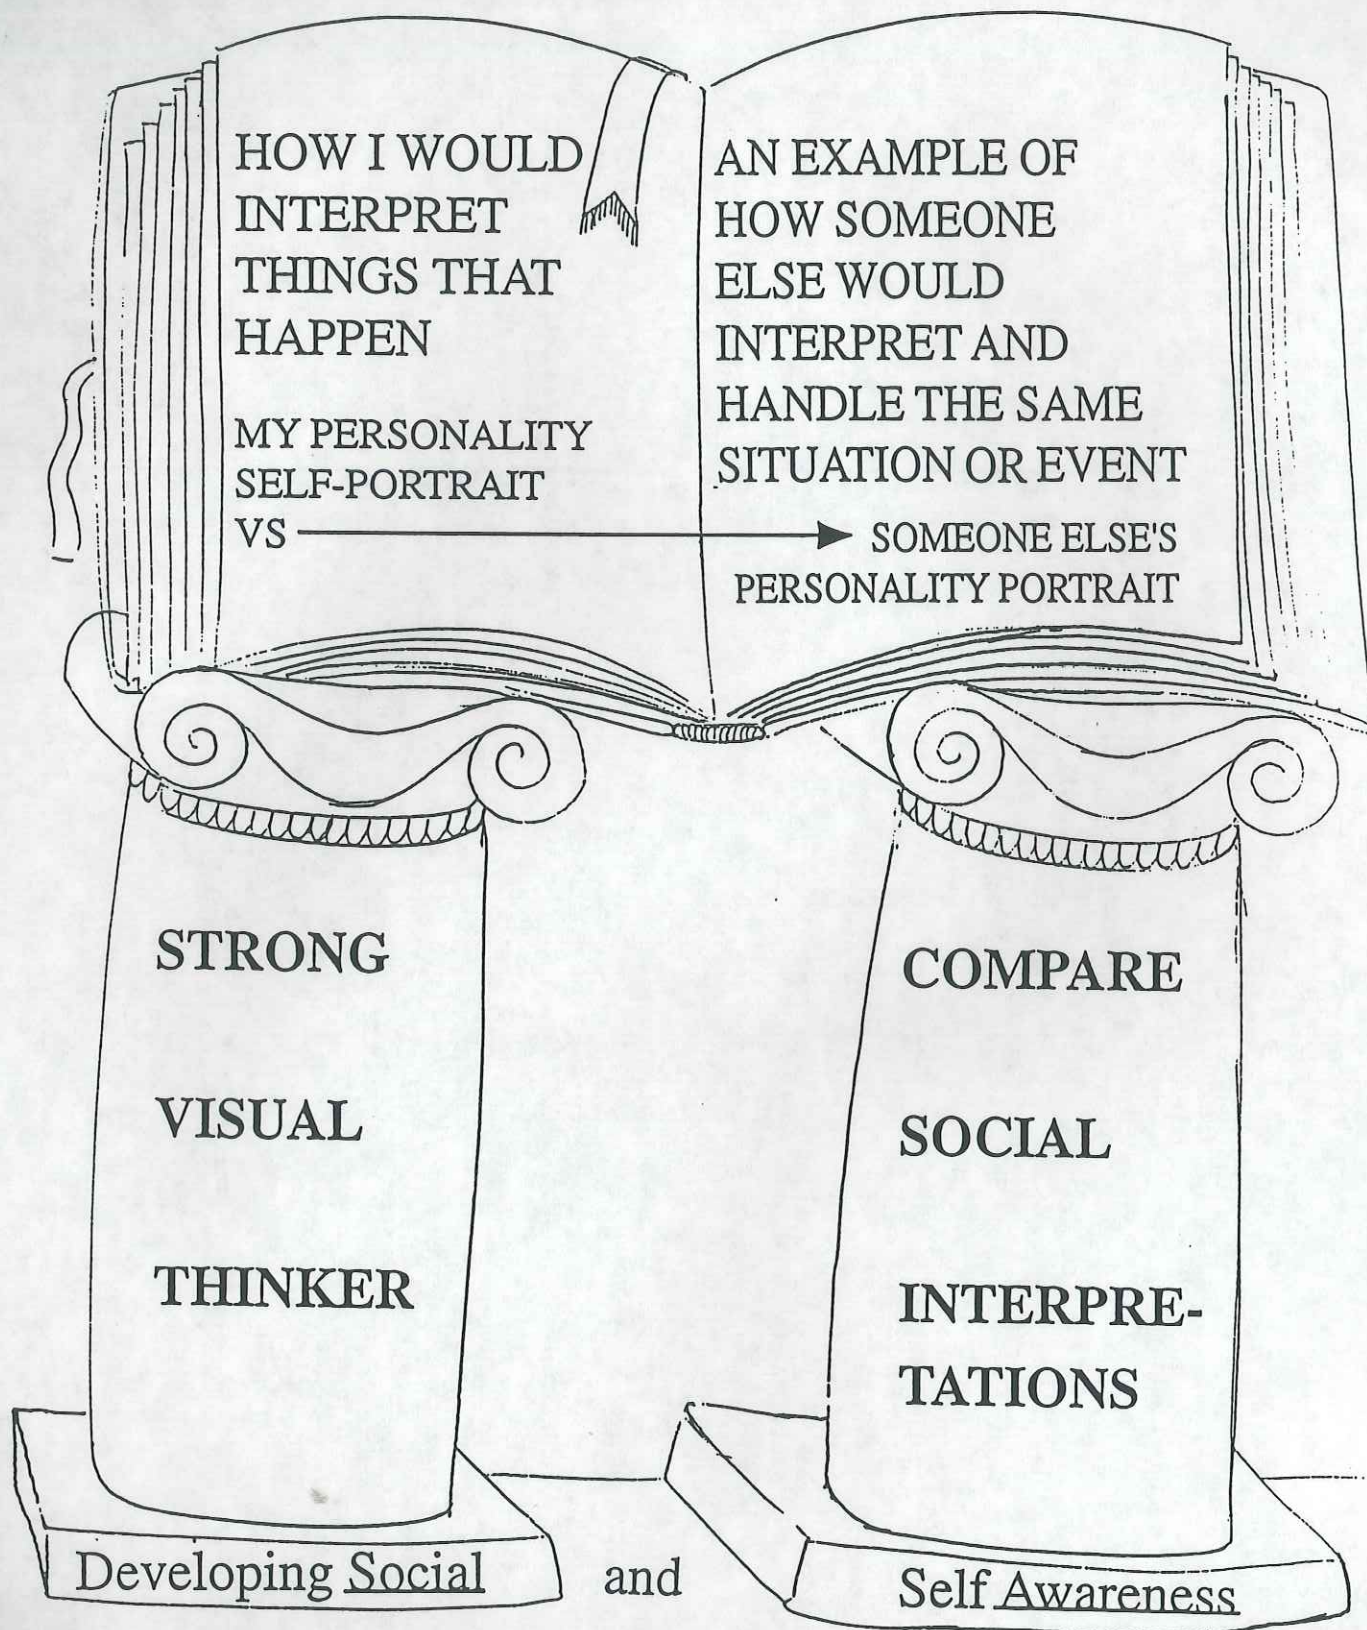 HOW I WOULD
INTERPRET
THINGS THAT
HAPPEN
MY PERSONALITY
SELF-PORTRAIT
VS
AN EXAMPLE OF
HOW SOMEONE
ELSE WOULD
INTERPRET AND
HANDLE THE SAME
SITUATION OR EVENT
SOMEONE ELSE'S
PERSONALITY PORTRAIT
STRONG
VISUAL
THINKER
COMPARE
SOCIAL
INTERPRE-
TATIONS
Developing Social and Self Awareness